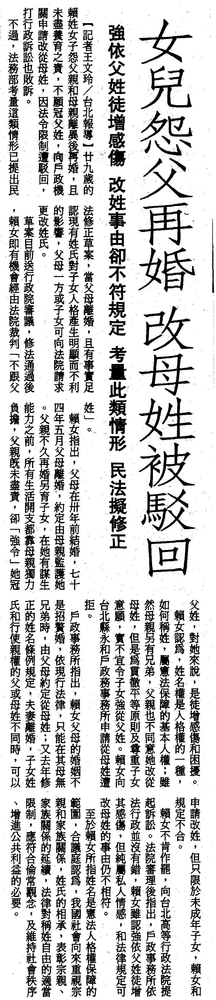 女兒怨父再婚 改母姓被駁回
強依父姓徒增感傷 改姓事由卻不符規定 考量此類情形 民法擬修正
【記者王文玲／台北報導】廿九歲的
賴姓女子怨父親和母親離異後再婚，且
未盡養育之責，不願冠父姓，向戶政機
關申請改從母姓，因法令限制遭駁回，
打行政訴訟也敗訴。
不過，法務部考量這類情形已提出民
法修正草案，當父母離婚，且有事實足
認現有姓氏對子女人格產生明顯而不利
的影響，父母一方或子女可向法院請求
更改姓氏。
草案目前送行政院審議，修法通過後
，賴女即有機會經由法院裁判「不跟父
姓」。
賴女指出，父母在卅年前結婚，七十
四年五月父母離婚，約定由母親監護她
。父親不久再婚另育子女，在她有謀生
能力之前，所有生活開支都靠母親獨力
負擔，父親既未盡責，卻「強令」她冠
父姓，對她來說，是徒增感傷和困擾。
賴女認為，姓名權是人格權的一種，
如何稱姓，屬憲法保障的基本人權；雖
然母親另有兄弟，父親也不同意她改從
母姓，但是為貫徹平等原則及尊重子女
意願，實不宜令子女強從父姓。賴女向
台北縣永和戶政務事務所申請從母姓遭
拒。
戶政事務所指出，賴女父母的婚姻不
是招贅婚，依現行法律，只能在其母無
兄弟時，由父母約定從母姓；又去年修
正的姓名條例規定，夫妻離婚，子女姓
氏和行使親權的父或母姓不同時，可以
申請改姓，但只限於未成年子女，賴女和
規定不合。
賴女不肯作罷，向台北高等行政法院提
起訴訟。法院審理後指出，戶政事務所依
法行政並沒有錯，賴女雖認強依父姓徒增
其感傷，但純屬私人情感，和法律規定可
改母姓的事由仍不相符。
至於賴女所指姓名是憲法人格權保障的
範圍，合議庭認為，我國社會向來重視宗
親和家族關係，姓氏的相承，表彰宗親、
家族關係的延續，法律對稱姓自由的適當
限制，應符合倫常觀念，及維持社會秩序
、增進公共利益的必要。